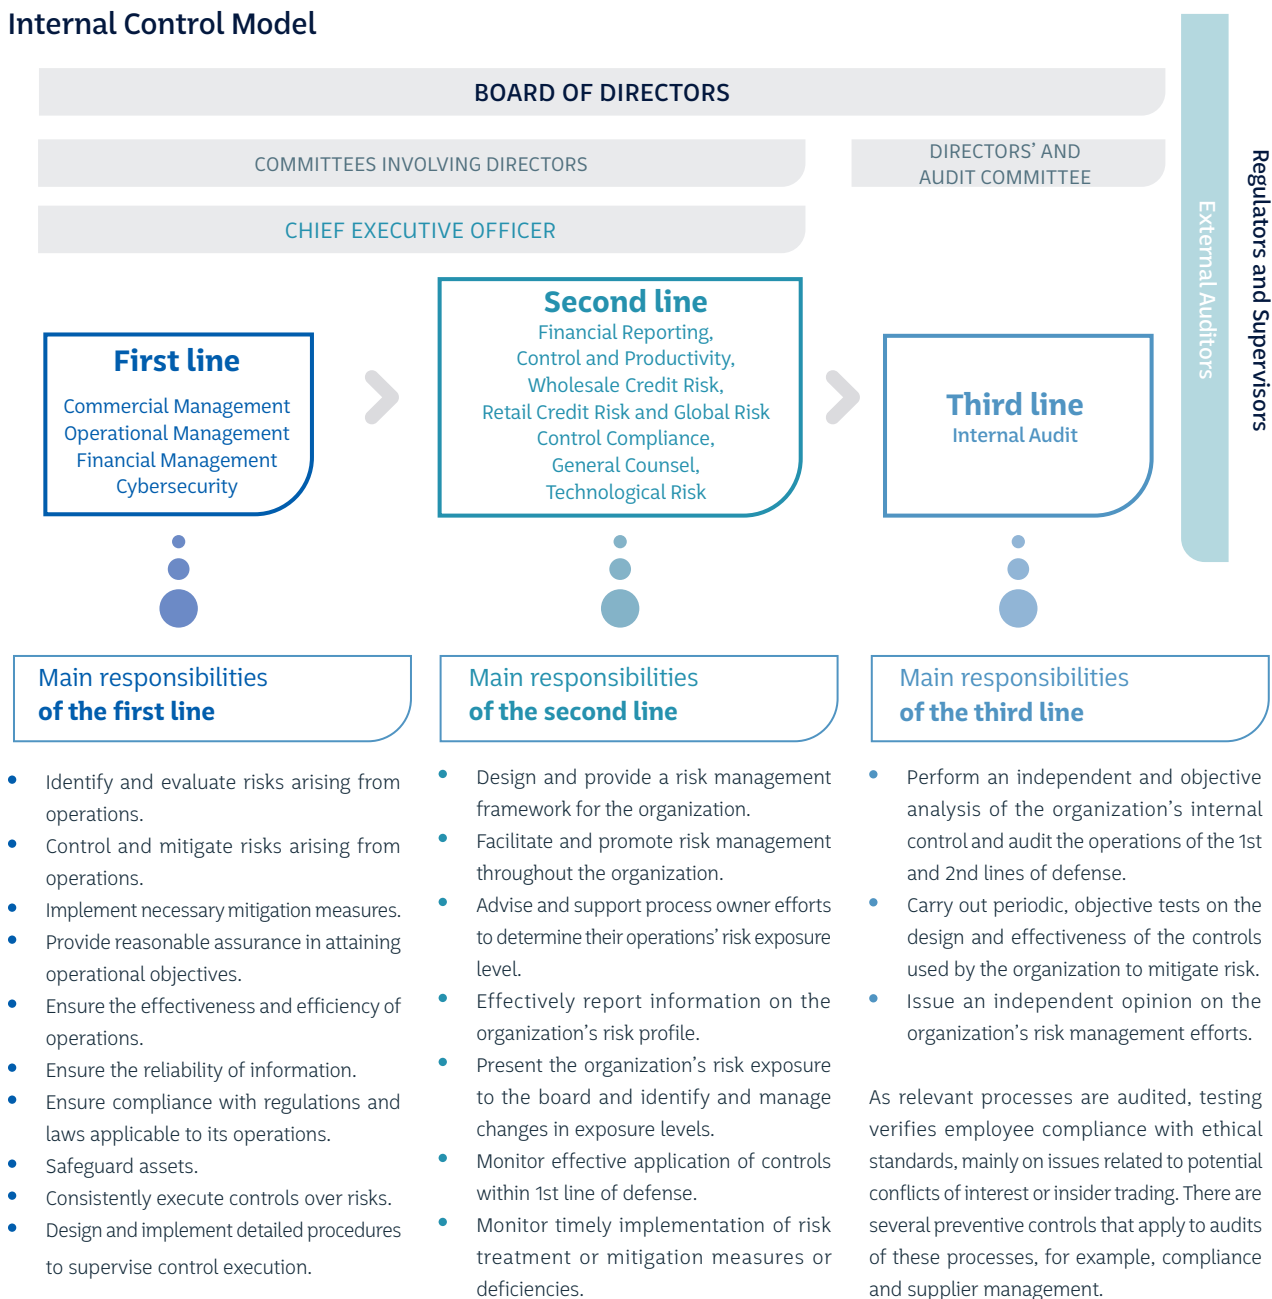 Internal Control Model
BOARD OF DIRECTORS
COMMITTEES INVOLVING DIRECTORS
DIRECTORS’ AND
AUDIT COMMITTEE
CHIEF EXECUTIVE OFFICER
External Auditors
Regulators and Supervisors
First line
Commercial Management
Operational Management
Financial Management
Cybersecurity
Second line
Financial Reporting,
Control and Productivity,
Wholesale Credit Risk,
Retail Credit Risk and Global Risk
Control Compliance,
General Counsel,
Technological Risk
Third line
Internal Audit
Main responsibilities
of the first line
• Identify and evaluate risks arising from
operations.
• Control and mitigate risks arising from
operations.
• Implement necessary mitigation measures.
• Provide reasonable assurance in attaining
operational objectives.
• Ensure the effectiveness and efficiency of
operations.
• Ensure the reliability of information.
• Ensure compliance with regulations and
laws applicable to its operations.
• Safeguard assets.
• Consistently execute controls over risks.
• Design and implement detailed procedures
to supervise control execution.
Main responsibilities
of the second line
• Design and provide a risk management
framework for the organization.
• Facilitate and promote risk management
throughout the organization.
• Advise and support process owner efforts
to determine their operations’ risk exposure
level.
• Effectively report information on the
organization’s risk profile.
• Present the organization’s risk exposure
to the board and identify and manage
changes in exposure levels.
• Monitor effective application of controls
within 1st line of defense.
• Monitor timely implementation of risk
treatment or mitigation measures or
deficiencies.
Main responsibilities
of the third line
• Perform an independent and objective
analysis of the organization’s internal
control and audit the operations of the 1st
and 2nd lines of defense.
• Carry out periodic, objective tests on the
design and effectiveness of the controls
used by the organization to mitigate risk.
• Issue an independent opinion on the
organization’s risk management efforts.
As relevant processes are audited, testing
verifies employee compliance with ethical
standards, mainly on issues related to potential
conflicts of interest or insider trading. There are
several preventive controls that apply to audits
of these processes, for example, compliance
and supplier management.